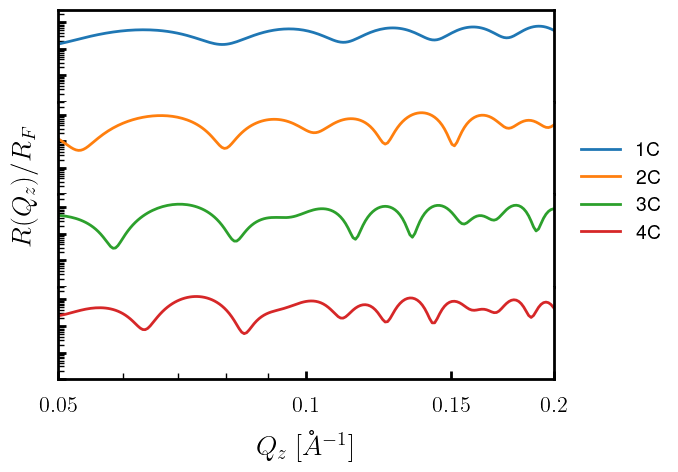 R(Q_z)/R_F
1C
2C
3C
4C
0.05
0.1
0.15
0.2
Q_z [Å^{-1}]